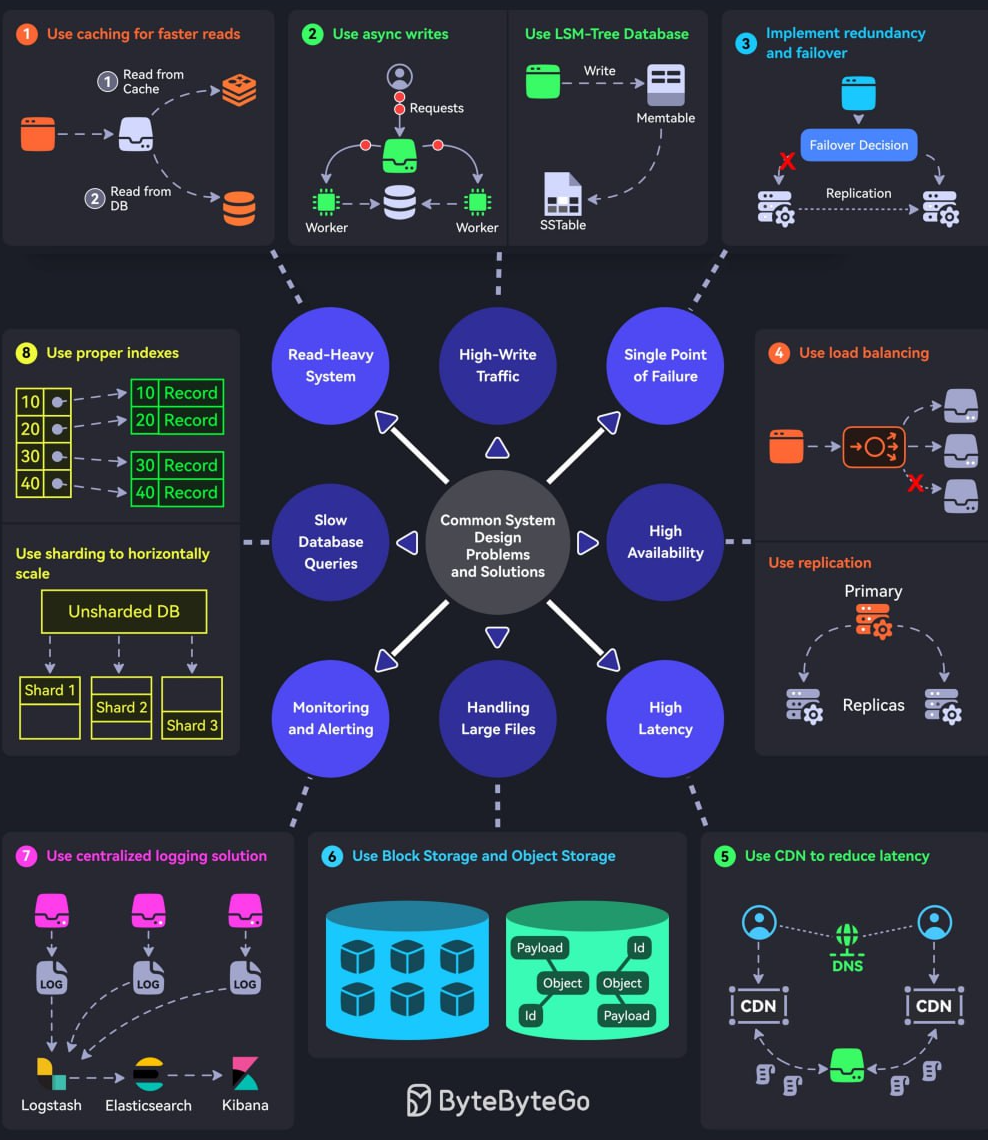 1 Use caching for faster reads
1 Read from
Cache
2 Read from
DB
2 Use async writes
Requests
Worker
Worker
Use LSM-Tree Database
Write
Memtable
SSTable
3 Implement redundancy
and failover
Failover Decision
X
Replication
Read-Heavy
System
High-Write
Traffic
Single Point
of Failure
8 Use proper indexes
10
20
30
40
10 Record
20 Record
30 Record
40 Record
Use sharding to horizontally
scale
Unsharded DB
Shard 1
Shard 2
Shard 3
Slow
Database
Queries
Common System
Design
Problems
and Solutions
High
Availability
4 Use load balancing
X
Use replication
Primary
Replicas
Monitoring
and Alerting
Handling
Large Files
High
Latency
7 Use centralized logging solution
LOG
LOG
LOG
Logstash
Elasticsearch
Kibana
6 Use Block Storage and Object Storage
Payload
Object
Id
Id
Object
Payload
5 Use CDN to reduce latency
DNS
CDN
CDN
ByteByteGo